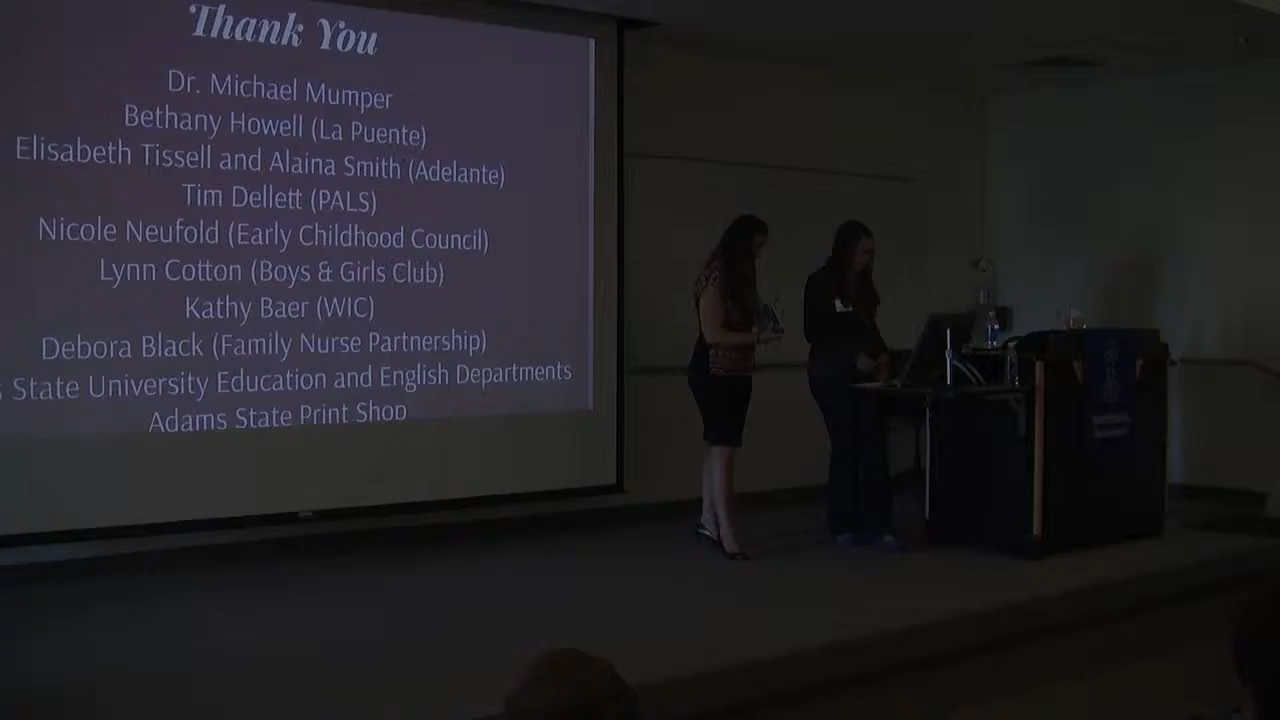 Thank You
Dr. Michael Mumper
Bethany Howell (La Puente)
Elisabeth Tissell and Alaina Smith (Adelante)
Tim Dellett (PALS)
Nicole Neufold (Early Childhood Council)
Lynn Cotton (Boys & Girls Club)
Kathy Baer (WIC)
Debora Black (Family Nurse Partnership)
s State University Education and English Departments
Adams State Print Shop